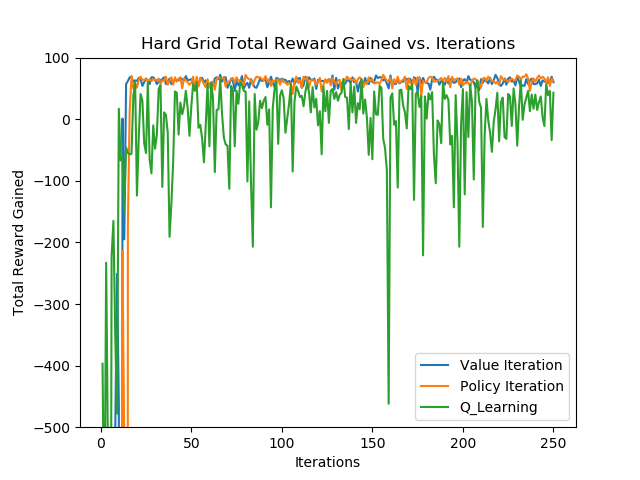 Hard Grid Total Reward Gained vs. Iterations
Total Reward Gained
100
0
−100
−200
−300
−400
−500
0 50 100 150 200 250
Iterations
Value Iteration
Policy Iteration
Q_Learning